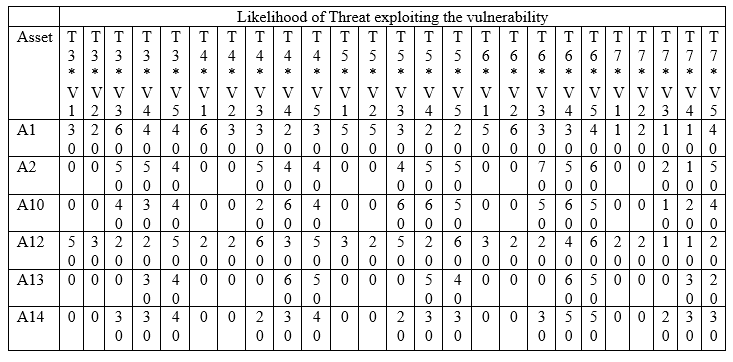 Likelihood of Threat exploiting the vulnerability
Asset T3*V1 T3*V2 T3*V3 T3*V4 T3*V5 T4*V1 T4*V2 T4*V3 T4*V4 T4*V5 T5*V1 T5*V2 T5*V3 T5*V4 T5*V5 T6*V1 T6*V2 T6*V3 T6*V4 T6*V5 T7*V1 T7*V2 T7*V3 T7*V4 T7*V5
A1 30 20 60 40 40 60 30 30 20 30 50 50 30 20 20 50 60 30 30 40 10 20 10 10 40
A2 0 0 50 50 40 0 0 50 40 40 0 0 40 50 50 0 0 70 50 60 0 0 20 10 50
A10 0 0 40 30 40 0 0 20 60 40 0 0 60 60 50 0 0 50 60 50 0 0 10 20 40
A12 50 30 20 20 50 20 20 60 30 50 30 20 50 20 60 30 20 20 40 60 20 20 10 10 20
A13 0 0 0 30 40 0 0 0 60 50 0 0 0 50 40 0 0 0 60 50 0 0 0 30 20
A14 0 0 30 30 40 0 0 20 30 40 0 0 20 30 30 0 0 30 50 50 0 0 20 30 30